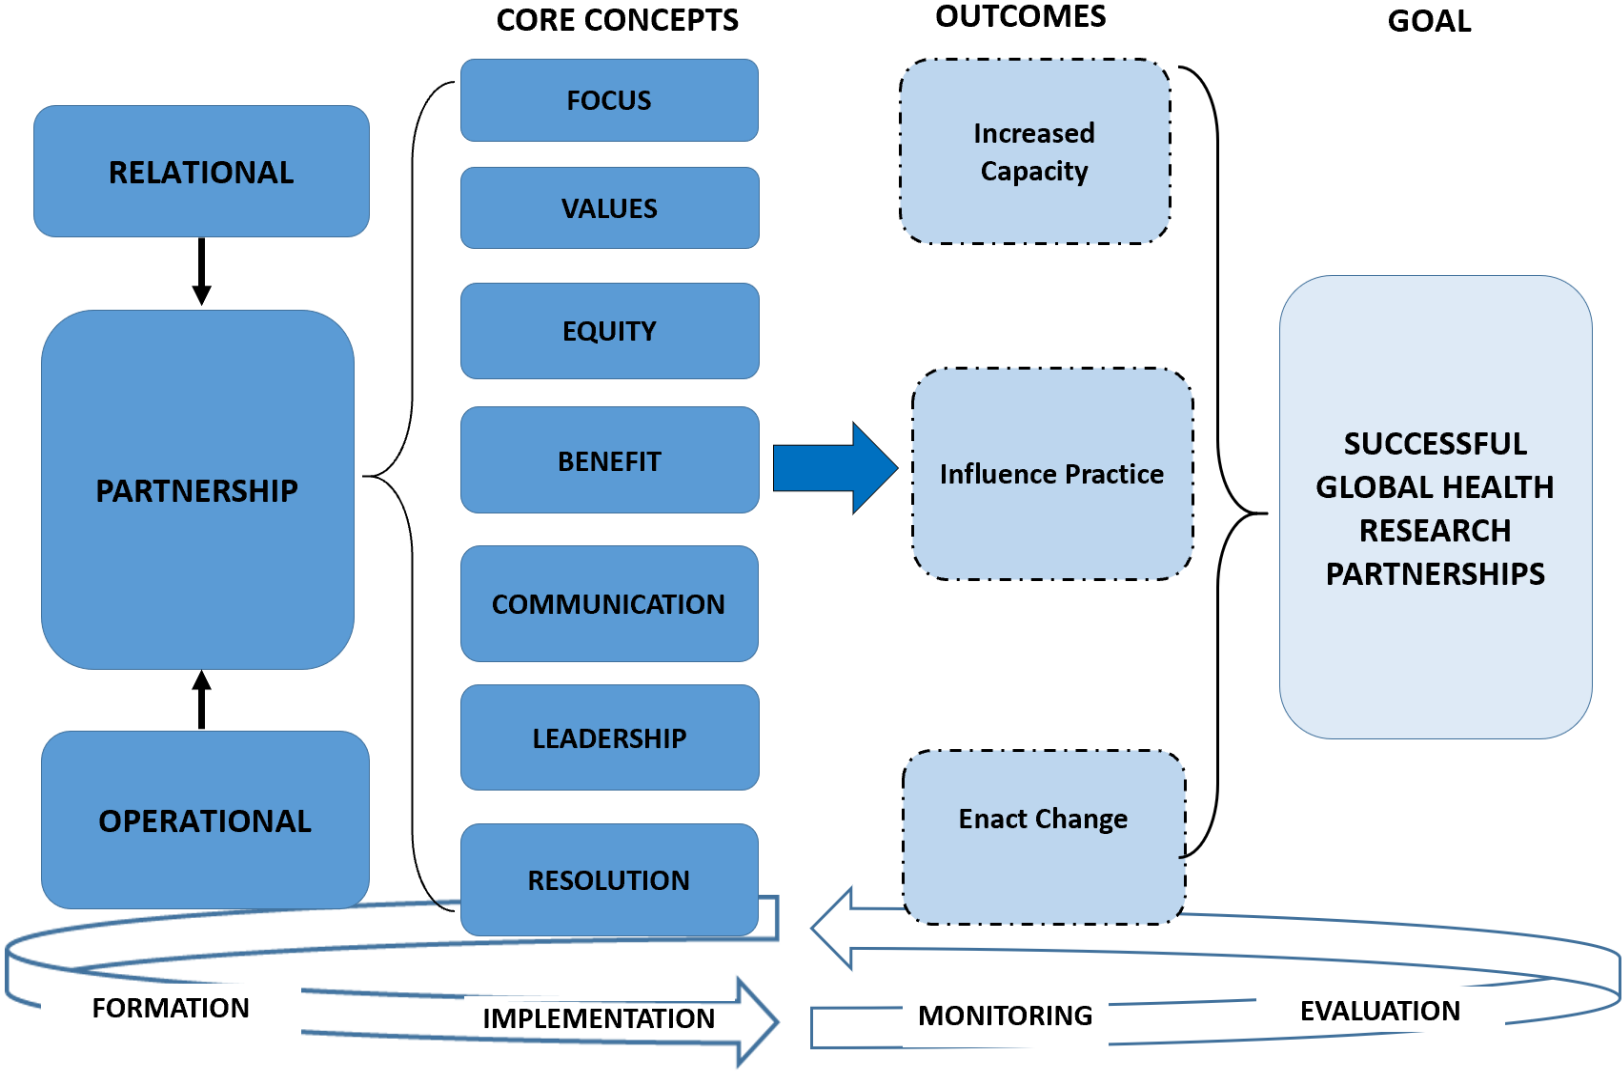 CORE CONCEPTS
OUTCOMES
GOAL
RELATIONAL
PARTNERSHIP
OPERATIONAL
FOCUS
VALUES
EQUITY
BENEFIT
COMMUNICATION
LEADERSHIP
RESOLUTION
Increased
Capacity
Influence Practice
Enact Change
SUCCESSFUL
GLOBAL HEALTH
RESEARCH
PARTNERSHIPS
FORMATION
IMPLEMENTATION
MONITORING
EVALUATION